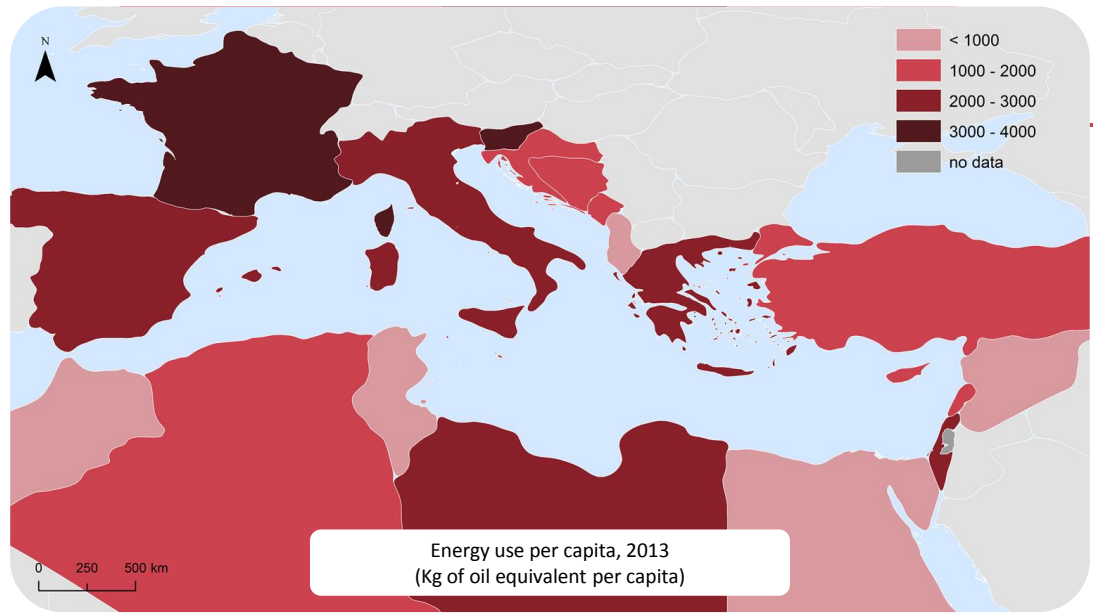 N
< 1000
1000 - 2000
2000 - 3000
3000 - 4000
no data
Energy use per capita, 2013
(Kg of oil equivalent per capita)
0 250 500 km